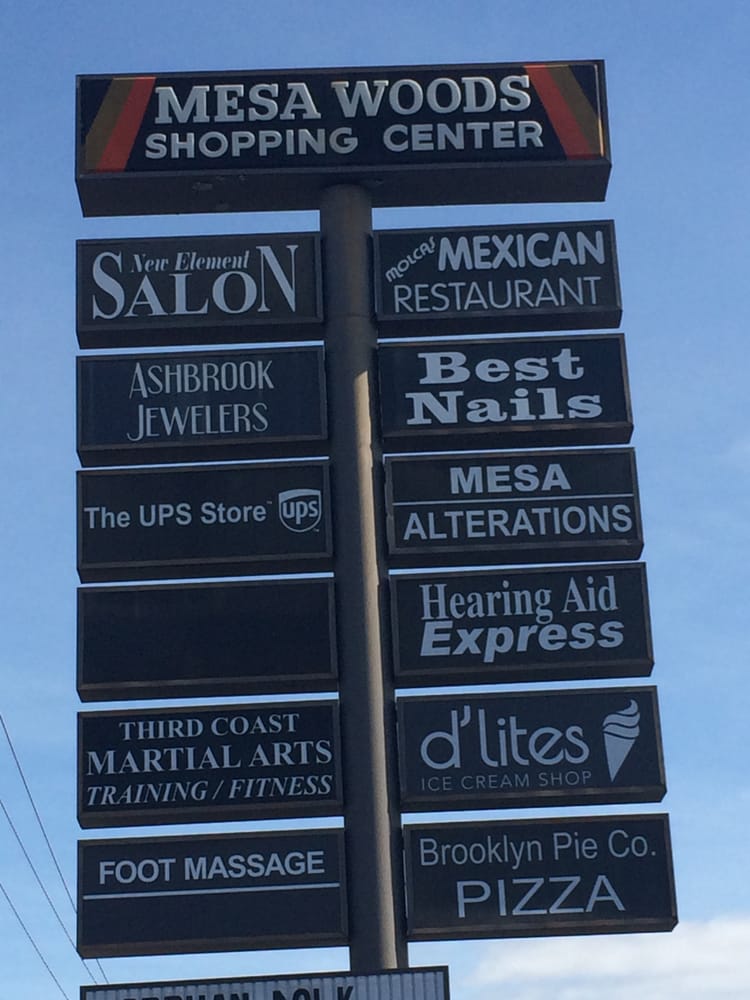 MESA WOODS
SHOPPING CENTER
New Element
SALON
MOLCAS MEXICAN
RESTAURANT
ASHBROOK
JEWELERS
Best
Nails
The UPS Store™ ups
MESA
ALTERATIONS
Hearing Aid
Express
THIRD COAST
MARTIAL ARTS
TRAINING / FITNESS
d'lites
ICE CREAM SHOP
FOOT MASSAGE
Brooklyn Pie Co.
PIZZA